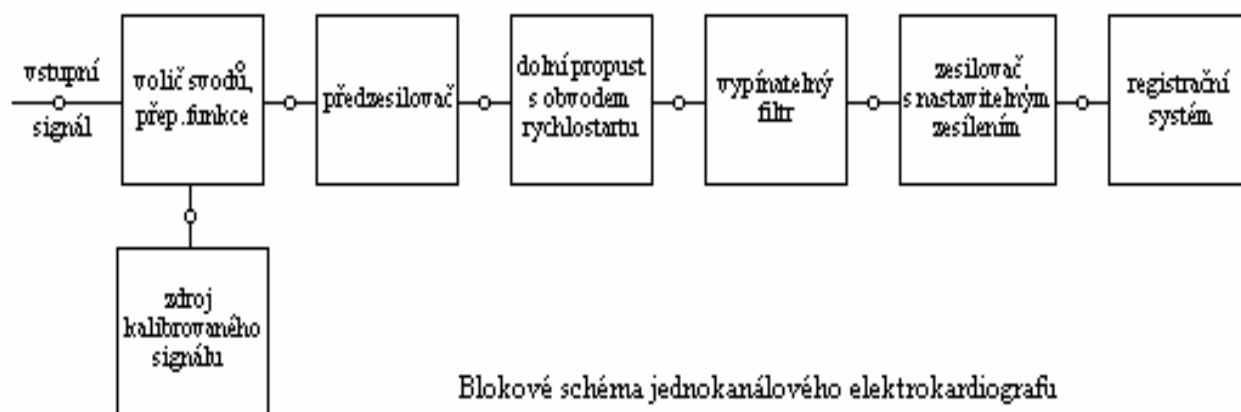 vstupní
signál
volič svodů,
přep. funkce
předzesilovač
dolní propust
s obvodem
rychlostartu
vypínatelný
filtr
zesilovač
s nastavitelným
zesílením
registrační
systém
zdroj
kalibrovaného
signálu
Blokové schéma jednokanálového elektrokardiografu